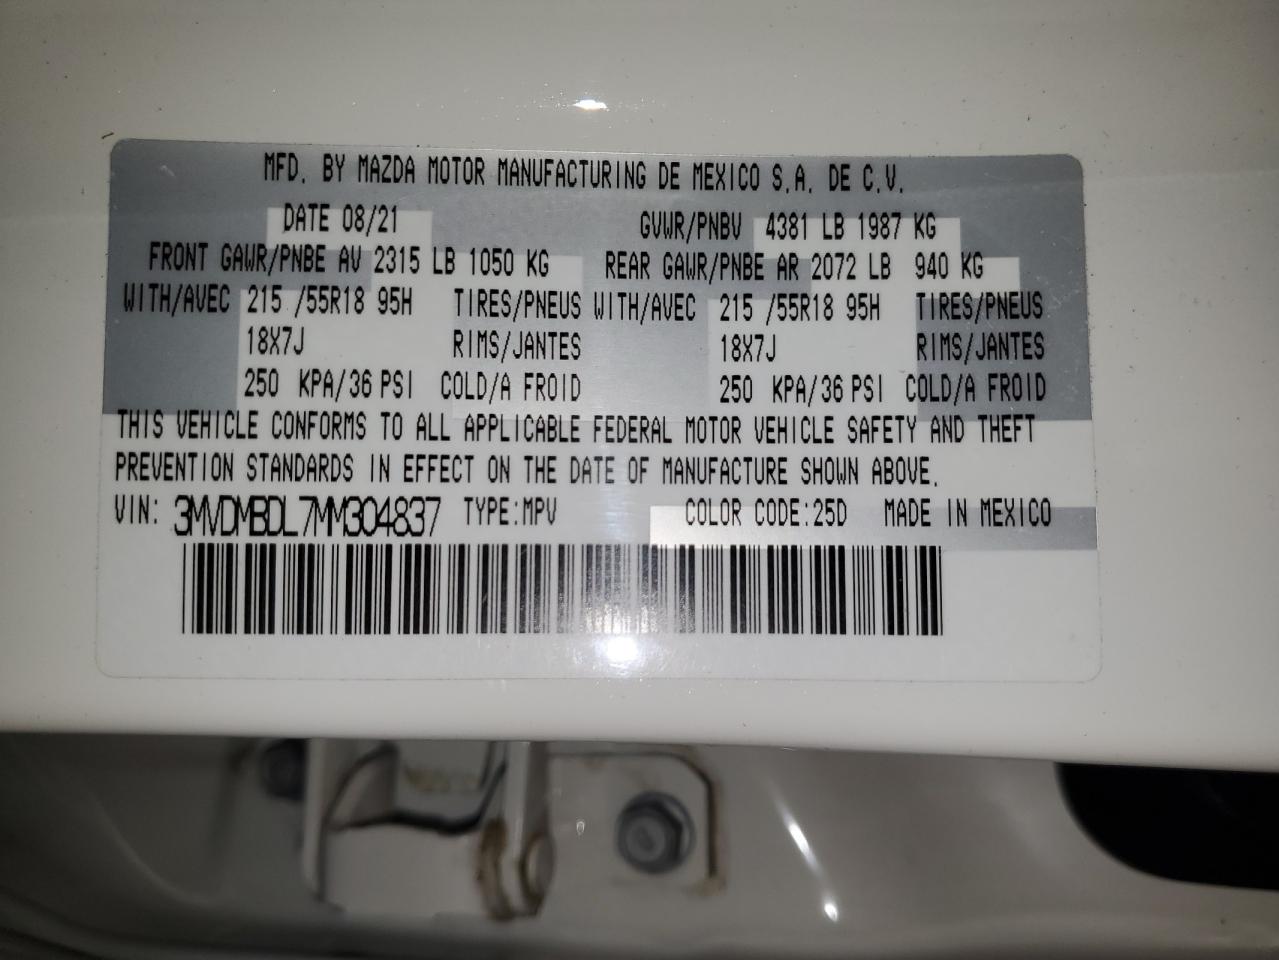 MFD. BY MAZDA MOTOR MANUFACTURING DE MEXICO S.A. DE C.V.
DATE 08/21 GVWR/PNBV 4381 LB 1987 KG
FRONT GAWR/PNBE AV 2315 LB 1050 KG REAR GAWR/PNBE AR 2072 LB 940 KG
WITH/AVEC 215 /55R18 95H TIRES/PNEUS WITH/AVEC 215 /55R18 95H TIRES/PNEUS
18X7J RIMS/JANTES 18X7J RIMS/JANTES
250 KPA/36 PSI COLD/A FROID 250 KPA/36 PSI COLD/A FROID
THIS VEHICLE CONFORMS TO ALL APPLICABLE FEDERAL MOTOR VEHICLE SAFETY AND THEFT
PREVENTION STANDARDS IN EFFECT ON THE DATE OF MANUFACTURE SHOWN ABOVE.
VIN: 3MVDMBDL7MM304837 TYPE:MPV COLOR CODE:25D MADE IN MEXICO